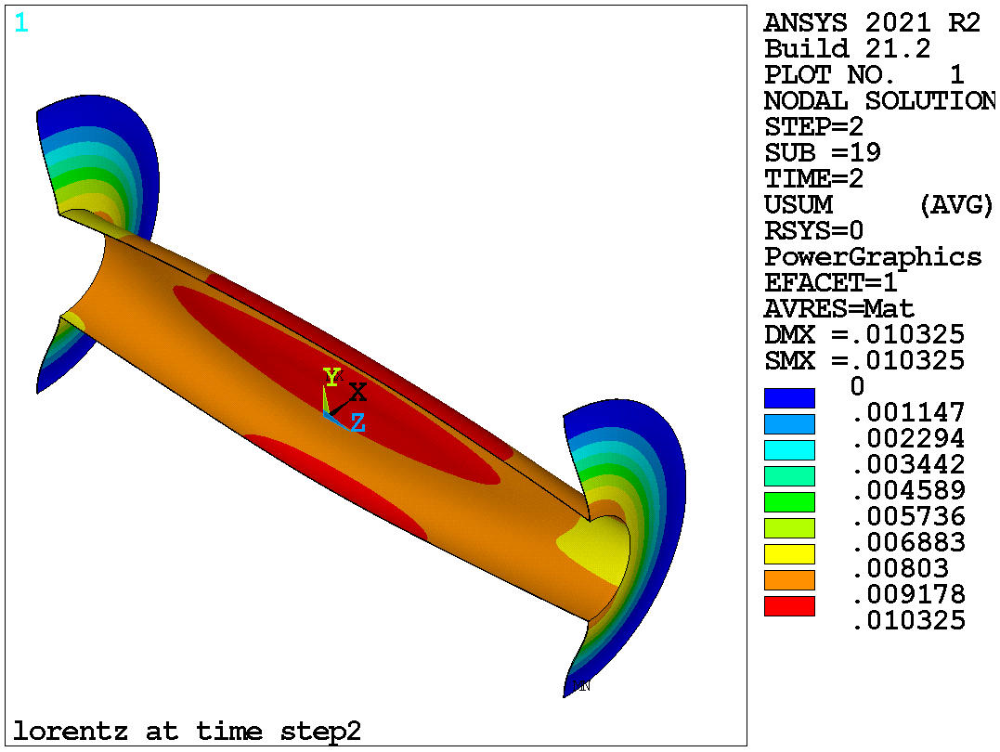 1
ANSYS 2021 R2
Build 21.2
PLOT NO. 1
NODAL SOLUTION
STEP=2
SUB =19
TIME=2
USUM (AVG)
RSYS=0
PowerGraphics
EFACET=1
AVRES=Mat
DMX =.010325
SMX =.010325
0
.001147
.002294
.003442
.004589
.005736
.006883
.00803
.009178
.010325
Y
X
Z
MN
lorentz at time step2